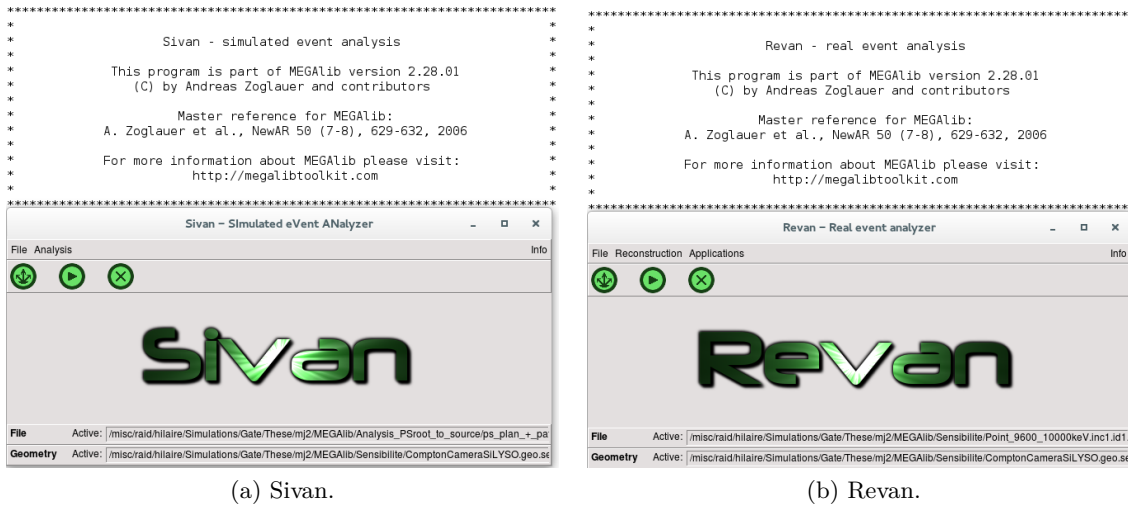 ********************************************************************************
* *
* Sivan - simulated event analysis *
* *
* This program is part of MEGAlib version 2.28.01 *
* (C) by Andreas Zoglauer and contributors *
* *
* Master reference for MEGAlib: *
* A. Zoglauer et al., NewAR 50 (7-8), 629-632, 2006 *
* *
* For more information about MEGAlib please visit: *
* http://megalibtoolkit.com *
* *
********************************************************************************
Sivan – SImulated eVent ANalyzer
File Analysis Info
Sivan
File Active: /misc/raid/hilaire/Simulations/Gate/These/mj2/MEGAlib/Analysis_PSroot_to_source/ps_plan_+_pa
Geometry Active: /misc/raid/hilaire/Simulations/Gate/These/mj2/MEGAlib/Sensibilite/ComptonCameraSiLYSO.geo.se
(a) Sivan.
********************************************************************************
*
* Revan - real event analysis
*
* This program is part of MEGAlib version 2.28.01
* (C) by Andreas Zoglauer and contributors
*
* Master reference for MEGAlib:
* A. Zoglauer et al., NewAR 50 (7-8), 629-632, 2006
*
* For more information about MEGAlib please visit:
* http://megalibtoolkit.com
*
********************************************************************************
Revan – Real event analyzer
File Reconstruction Applications Info
Revan
File Active: /misc/raid/hilaire/Simulations/Gate/These/mj2/MEGAlib/Sensibilite/Point_9600_10000keV.inc1.id1.
Geometry Active: /misc/raid/hilaire/Simulations/Gate/These/mj2/MEGAlib/Sensibilite/ComptonCameraSiLYSO.geo.se
(b) Revan.